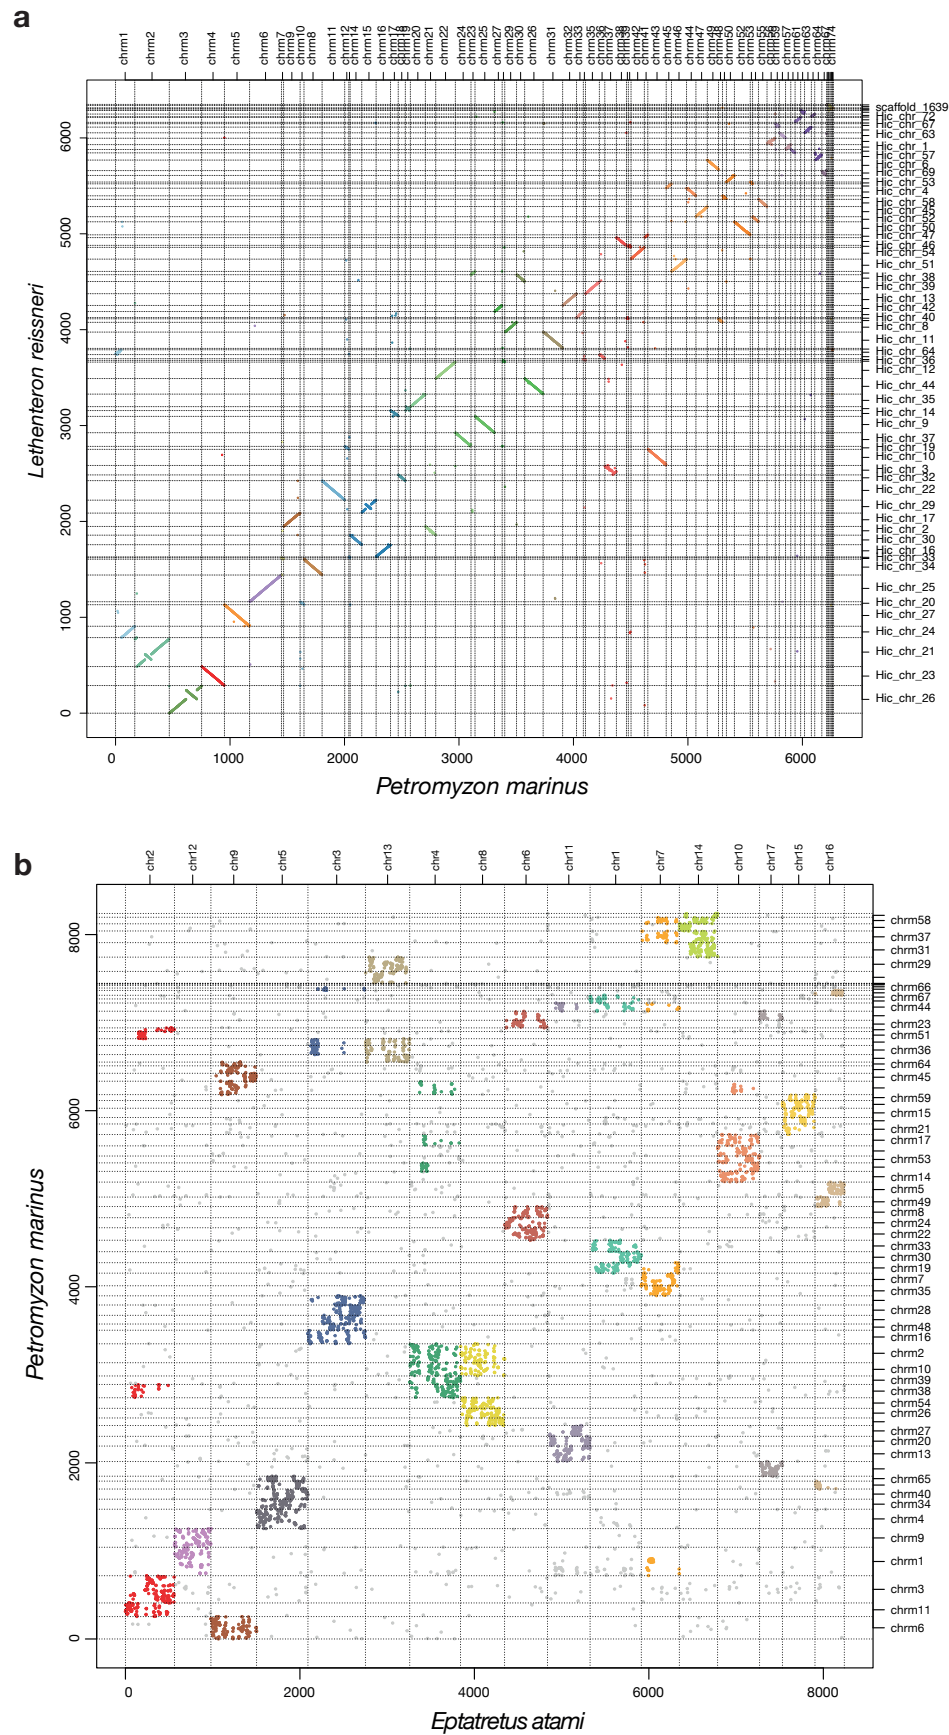 a
chrm1
chrm2
chrm3
chrm4
chrm5
chrm6
chrm7
chrm9
chrm10
chrm8
chrm11
chrm12
chrm14
chrm15
chrm16
chrm17
chrm20
chrm21
chrm22
chrm24
chrm23
chrm25
chrm27
chrm29
chrm30
chrm26
chrm31
chrm32
chrm33
chrm35
chrm36
chrm37
chrm38
chrm42
chrm41
chrm43
chrm45
chrm46
chrm44
chrm47
chrm49
chrm48
chrm50
chrm52
chrm53
chrm55
chrm57
chrm61
chrm63
chrm64
chrm74
scaffold_1639
Hic_chr_72
Hic_chr_67
Hic_chr_63
Hic_chr_1
Hic_chr_57
Hic_chr_6
Hic_chr_69
Hic_chr_53
Hic_chr_4
Hic_chr_58
Hic_chr_45
Hic_chr_52
Hic_chr_50
Hic_chr_47
Hic_chr_46
Hic_chr_54
Hic_chr_51
Hic_chr_38
Hic_chr_39
Hic_chr_13
Hic_chr_42
Hic_chr_40
Hic_chr_8
Hic_chr_11
Hic_chr_64
Hic_chr_36
Hic_chr_12
Hic_chr_44
Hic_chr_35
Hic_chr_14
Hic_chr_9
Hic_chr_37
Hic_chr_19
Hic_chr_10
Hic_chr_3
Hic_chr_32
Hic_chr_22
Hic_chr_29
Hic_chr_17
Hic_chr_2
Hic_chr_30
Hic_chr_16
Hic_chr_33
Hic_chr_34
Hic_chr_25
Hic_chr_20
Hic_chr_27
Hic_chr_24
Hic_chr_21
Hic_chr_23
Hic_chr_26
6000
5000
4000
3000
2000
1000
0
Lethenteron reissneri
0 1000 2000 3000 4000 5000 6000
Petromyzon marinus
b
chr2
chr12
chr9
chr5
chr3
chr13
chr4
chr8
chr6
chr11
chr1
chr7
chr14
chr10
chr17
chr15
chr16
chrm58
chrm37
chrm31
chrm29
chrm66
chrm67
chrm44
chrm23
chrm51
chrm36
chrm64
chrm45
chrm59
chrm15
chrm21
chrm17
chrm53
chrm14
chrm5
chrm49
chrm8
chrm24
chrm22
chrm33
chrm30
chrm19
chrm7
chrm35
chrm28
chrm48
chrm16
chrm2
chrm10
chrm39
chrm38
chrm54
chrm26
chrm27
chrm20
chrm13
chrm65
chrm40
chrm34
chrm4
chrm9
chrm1
chrm3
chrm11
chrm6
8000
6000
4000
2000
0
Petromyzon marinus
0 2000 4000 6000 8000
Eptatretus atami